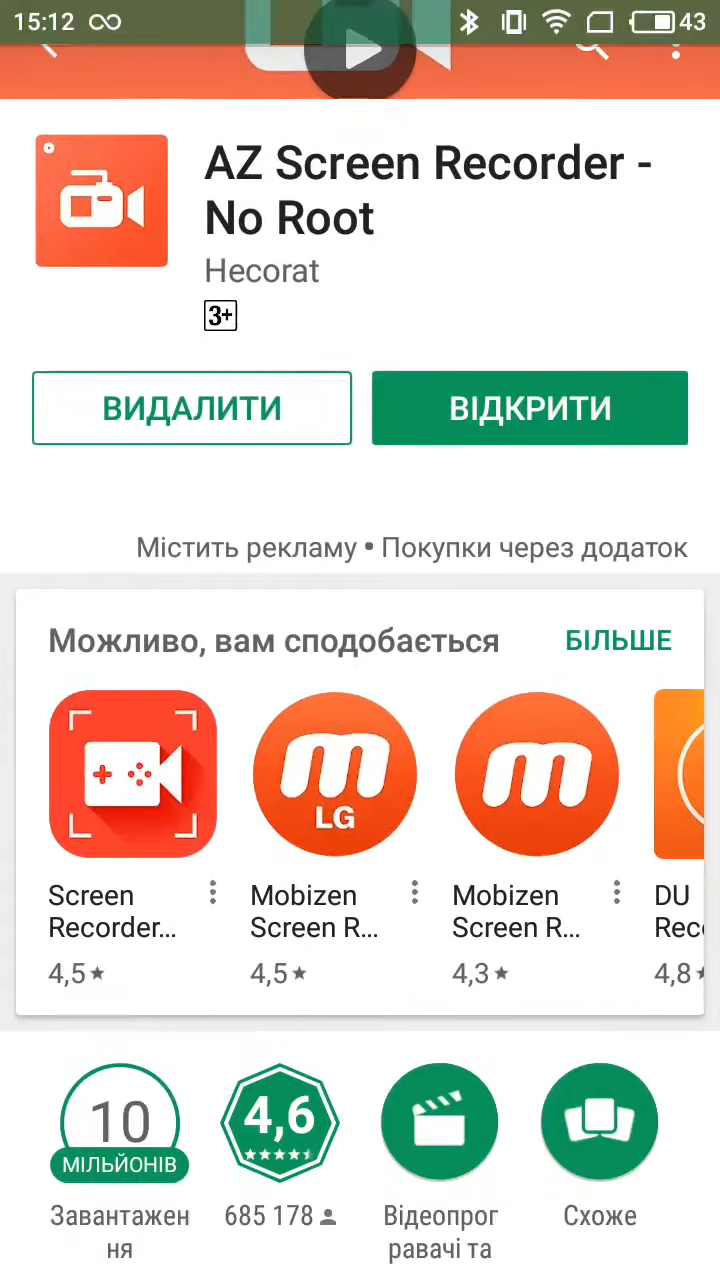 15:12 43
AZ Screen Recorder -
No Root
Hecorat
3+
ВИДАЛИТИ ВІДКРИТИ
Містить рекламу • Покупки через додаток
Можливо, вам сподобається БІЛЬШЕ
m LG m
Screen Mobizen Mobizen DU
Recorder... Screen R... Screen R... Rec
4,5★ 4,5★ 4,3★ 4,8★
10 4,6
МІЛЬЙОНІВ
Завантажен 685 178 Відеопрог Схоже
ня равачі та